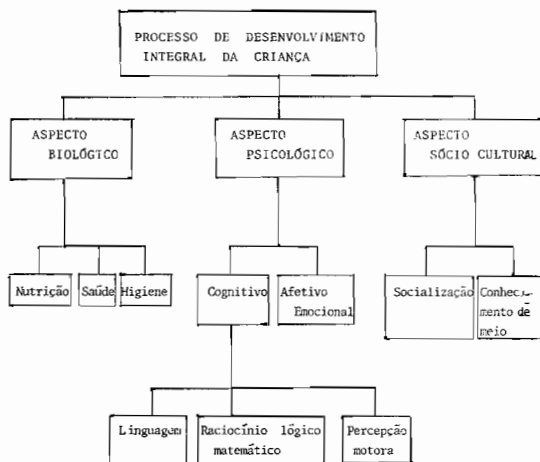 PROCESSO DE DESENVOLVIMENTO
INTEGRAL DA CRIANÇA
ASPECTO
BIOLÓGICO
ASPECTO
PSICOLÓGICO
ASPECTO
SÓCIO CULTURAL
Nutrição
Saúde
Higiene
Cognitivo
Afetivo
Emocional
Socialização
Conheci-
mento de
meio
Linguagem
Raciocínio lógico
matemático
Percepção
motora